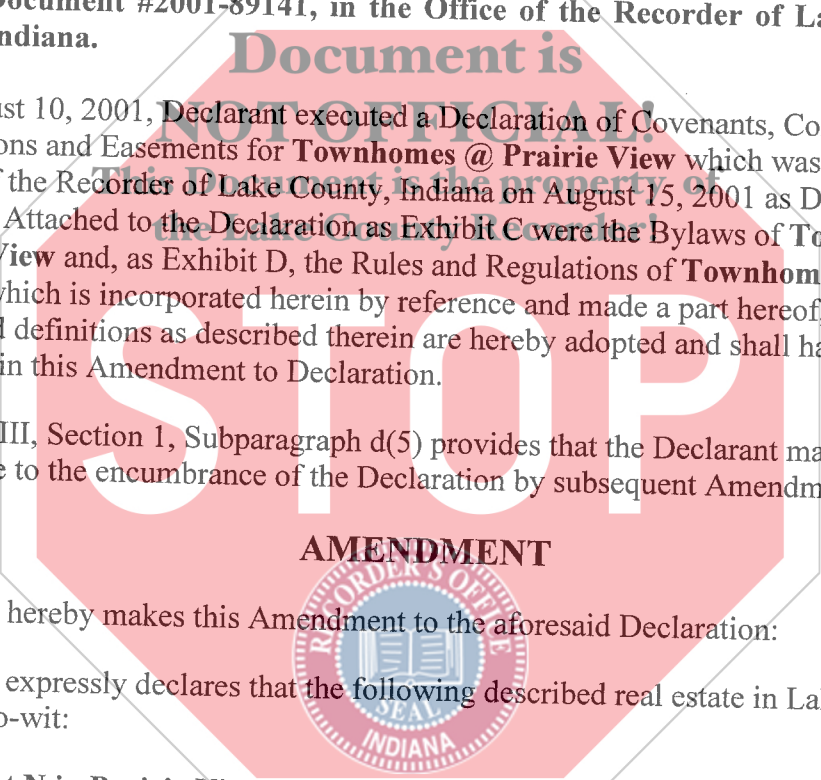 Document #2001-89141, in the Office of the Recorder of La
ndiana.
Document is
NOT OFFICIAL!
This Document is the property of
the Lake County Recorder!
ust 10, 2001, Declarant executed a Declaration of Covenants, Co
ons and Easements for Townhomes @ Prairie View which was
f the Recorder of Lake County, Indiana on August 15, 2001 as D
Attached to the Declaration as Exhibit C were the Bylaws of To
View and, as Exhibit D, the Rules and Regulations of Townhom
which is incorporated herein by reference and made a part hereof
d definitions as described therein are hereby adopted and shall ha
in this Amendment to Declaration.
STOP
III, Section 1, Subparagraph d(5) provides that the Declarant ma
e to the encumbrance of the Declaration by subsequent Amendm
AMENDMENT
RECORDER'S OFFICE
hereby makes this Amendment to the aforesaid Declaration:
expressly declares that the following described real estate in La
o-wit:
SEAL
INDIANA